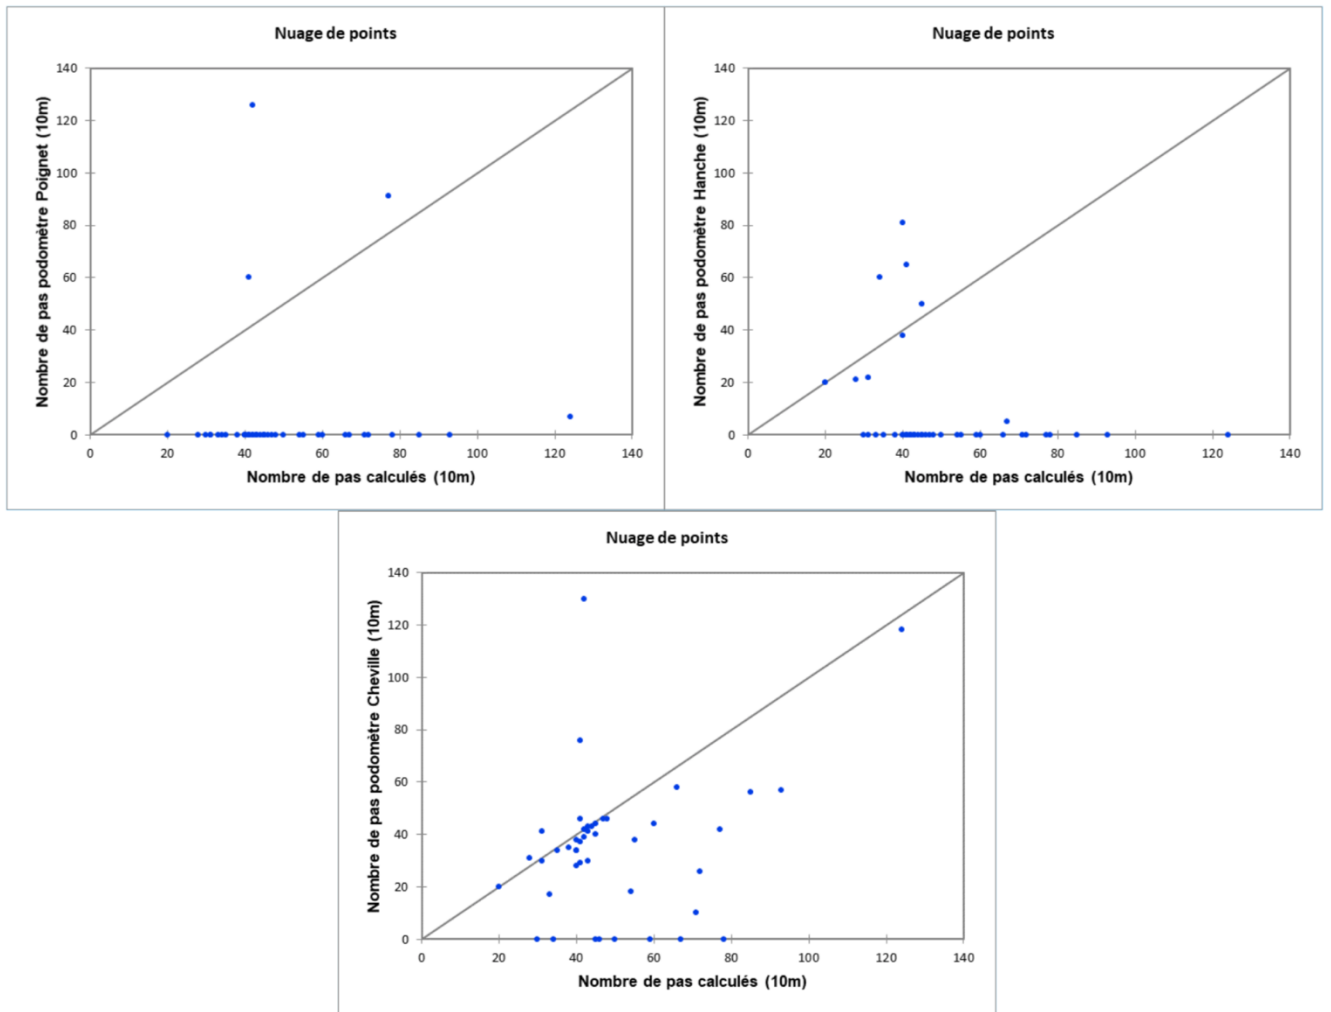 Nuage de points
140
120
100
80
60
40
20
0
0 20 40 60 80 100 120 140
Nombre de pas podomètre Poignet (10m)
Nombre de pas calculés (10m)
Nuage de points
140
120
100
80
60
40
20
0
0 20 40 60 80 100 120 140
Nombre de pas podomètre Hanche (10m)
Nombre de pas calculés (10m)
Nuage de points
140
120
100
80
60
40
20
0
0 20 40 60 80 100 120 140
Nombre de pas podomètre Cheville (10m)
Nombre de pas calculés (10m)